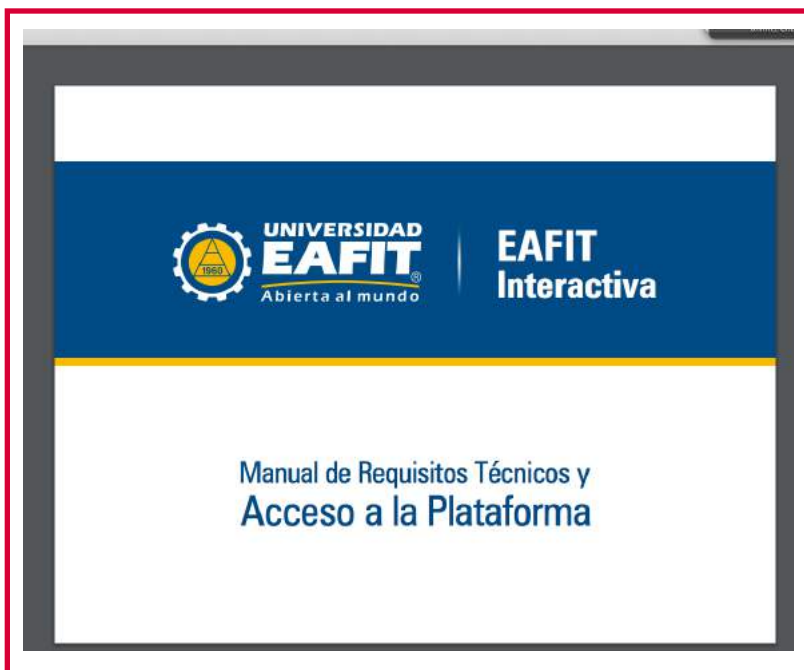 UNIVERSIDAD
EAFIT®
Abierta al mundo
1960
EAFIT
Interactiva
Manual de Requisitos Técnicos y
Acceso a la Plataforma